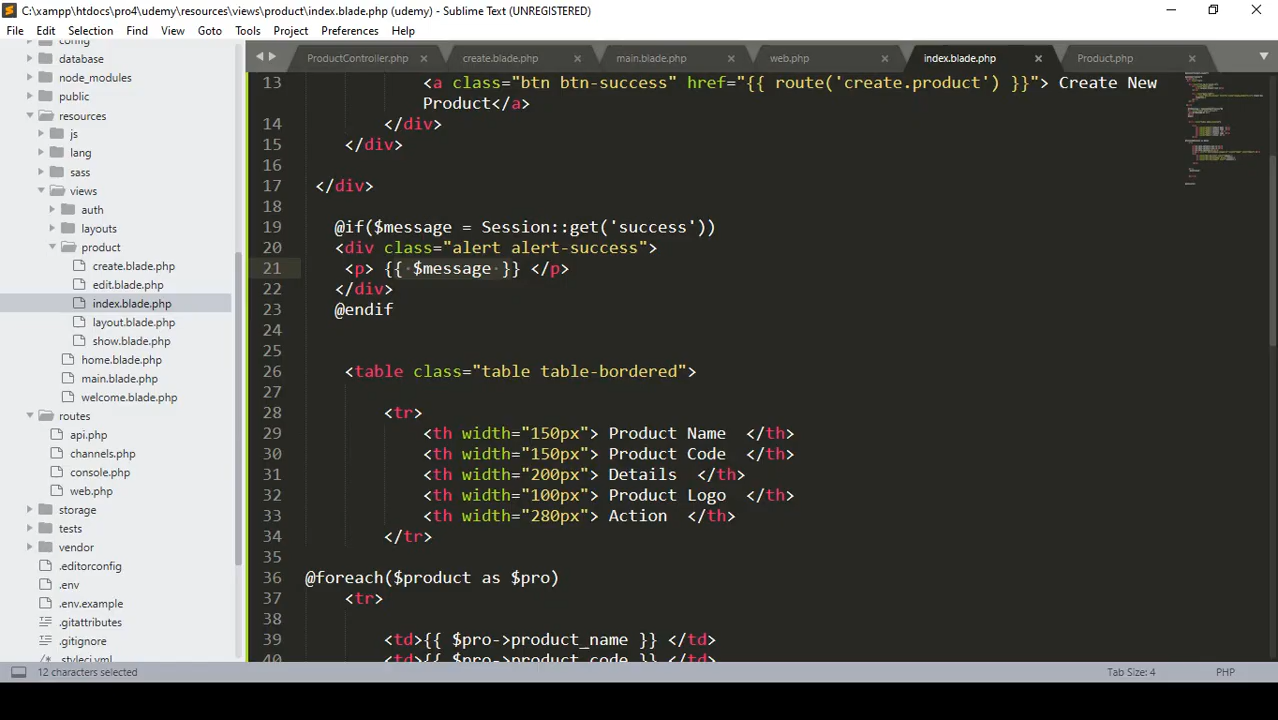 C:\xampp\htdocs\pro4\udemy\resources\views\product\index.blade.php (udemy) - Sublime Text (UNREGISTERED)
File Edit Selection Find View Goto Tools Project Preferences Help
config
database
node_modules
public
resources
js
lang
sass
views
auth
layouts
product
create.blade.php
edit.blade.php
index.blade.php
layout.blade.php
show.blade.php
home.blade.php
main.blade.php
welcome.blade.php
routes
api.php
channels.php
console.php
web.php
storage
tests
vendor
.editorconfig
.env
.env.example
.gitattributes
.gitignore
.styleci.yml
ProductController.php create.blade.php main.blade.php web.php index.blade.php Product.php
13 <a class="btn btn-success" href="{{ route('create.product') }}"> Create New
Product</a>
14 </div>
15 </div>
16
17 </div>
18
19 @if($message = Session::get('success'))
20 <div class="alert alert-success">
21 <p> {{ $message }} </p>
22 </div>
23 @endif
24
25
26 <table class="table table-bordered">
27
28 <tr>
29 <th width="150px"> Product Name </th>
30 <th width="150px"> Product Code </th>
31 <th width="200px"> Details </th>
32 <th width="100px"> Product Logo </th>
33 <th width="280px"> Action </th>
34 </tr>
35
36 @foreach($product as $pro)
37 <tr>
38
39 <td>{{ $pro->product_name }} </td>
40 <td>{{ $pro->product_code }} </td>
12 characters selected Tab Size: 4 PHP